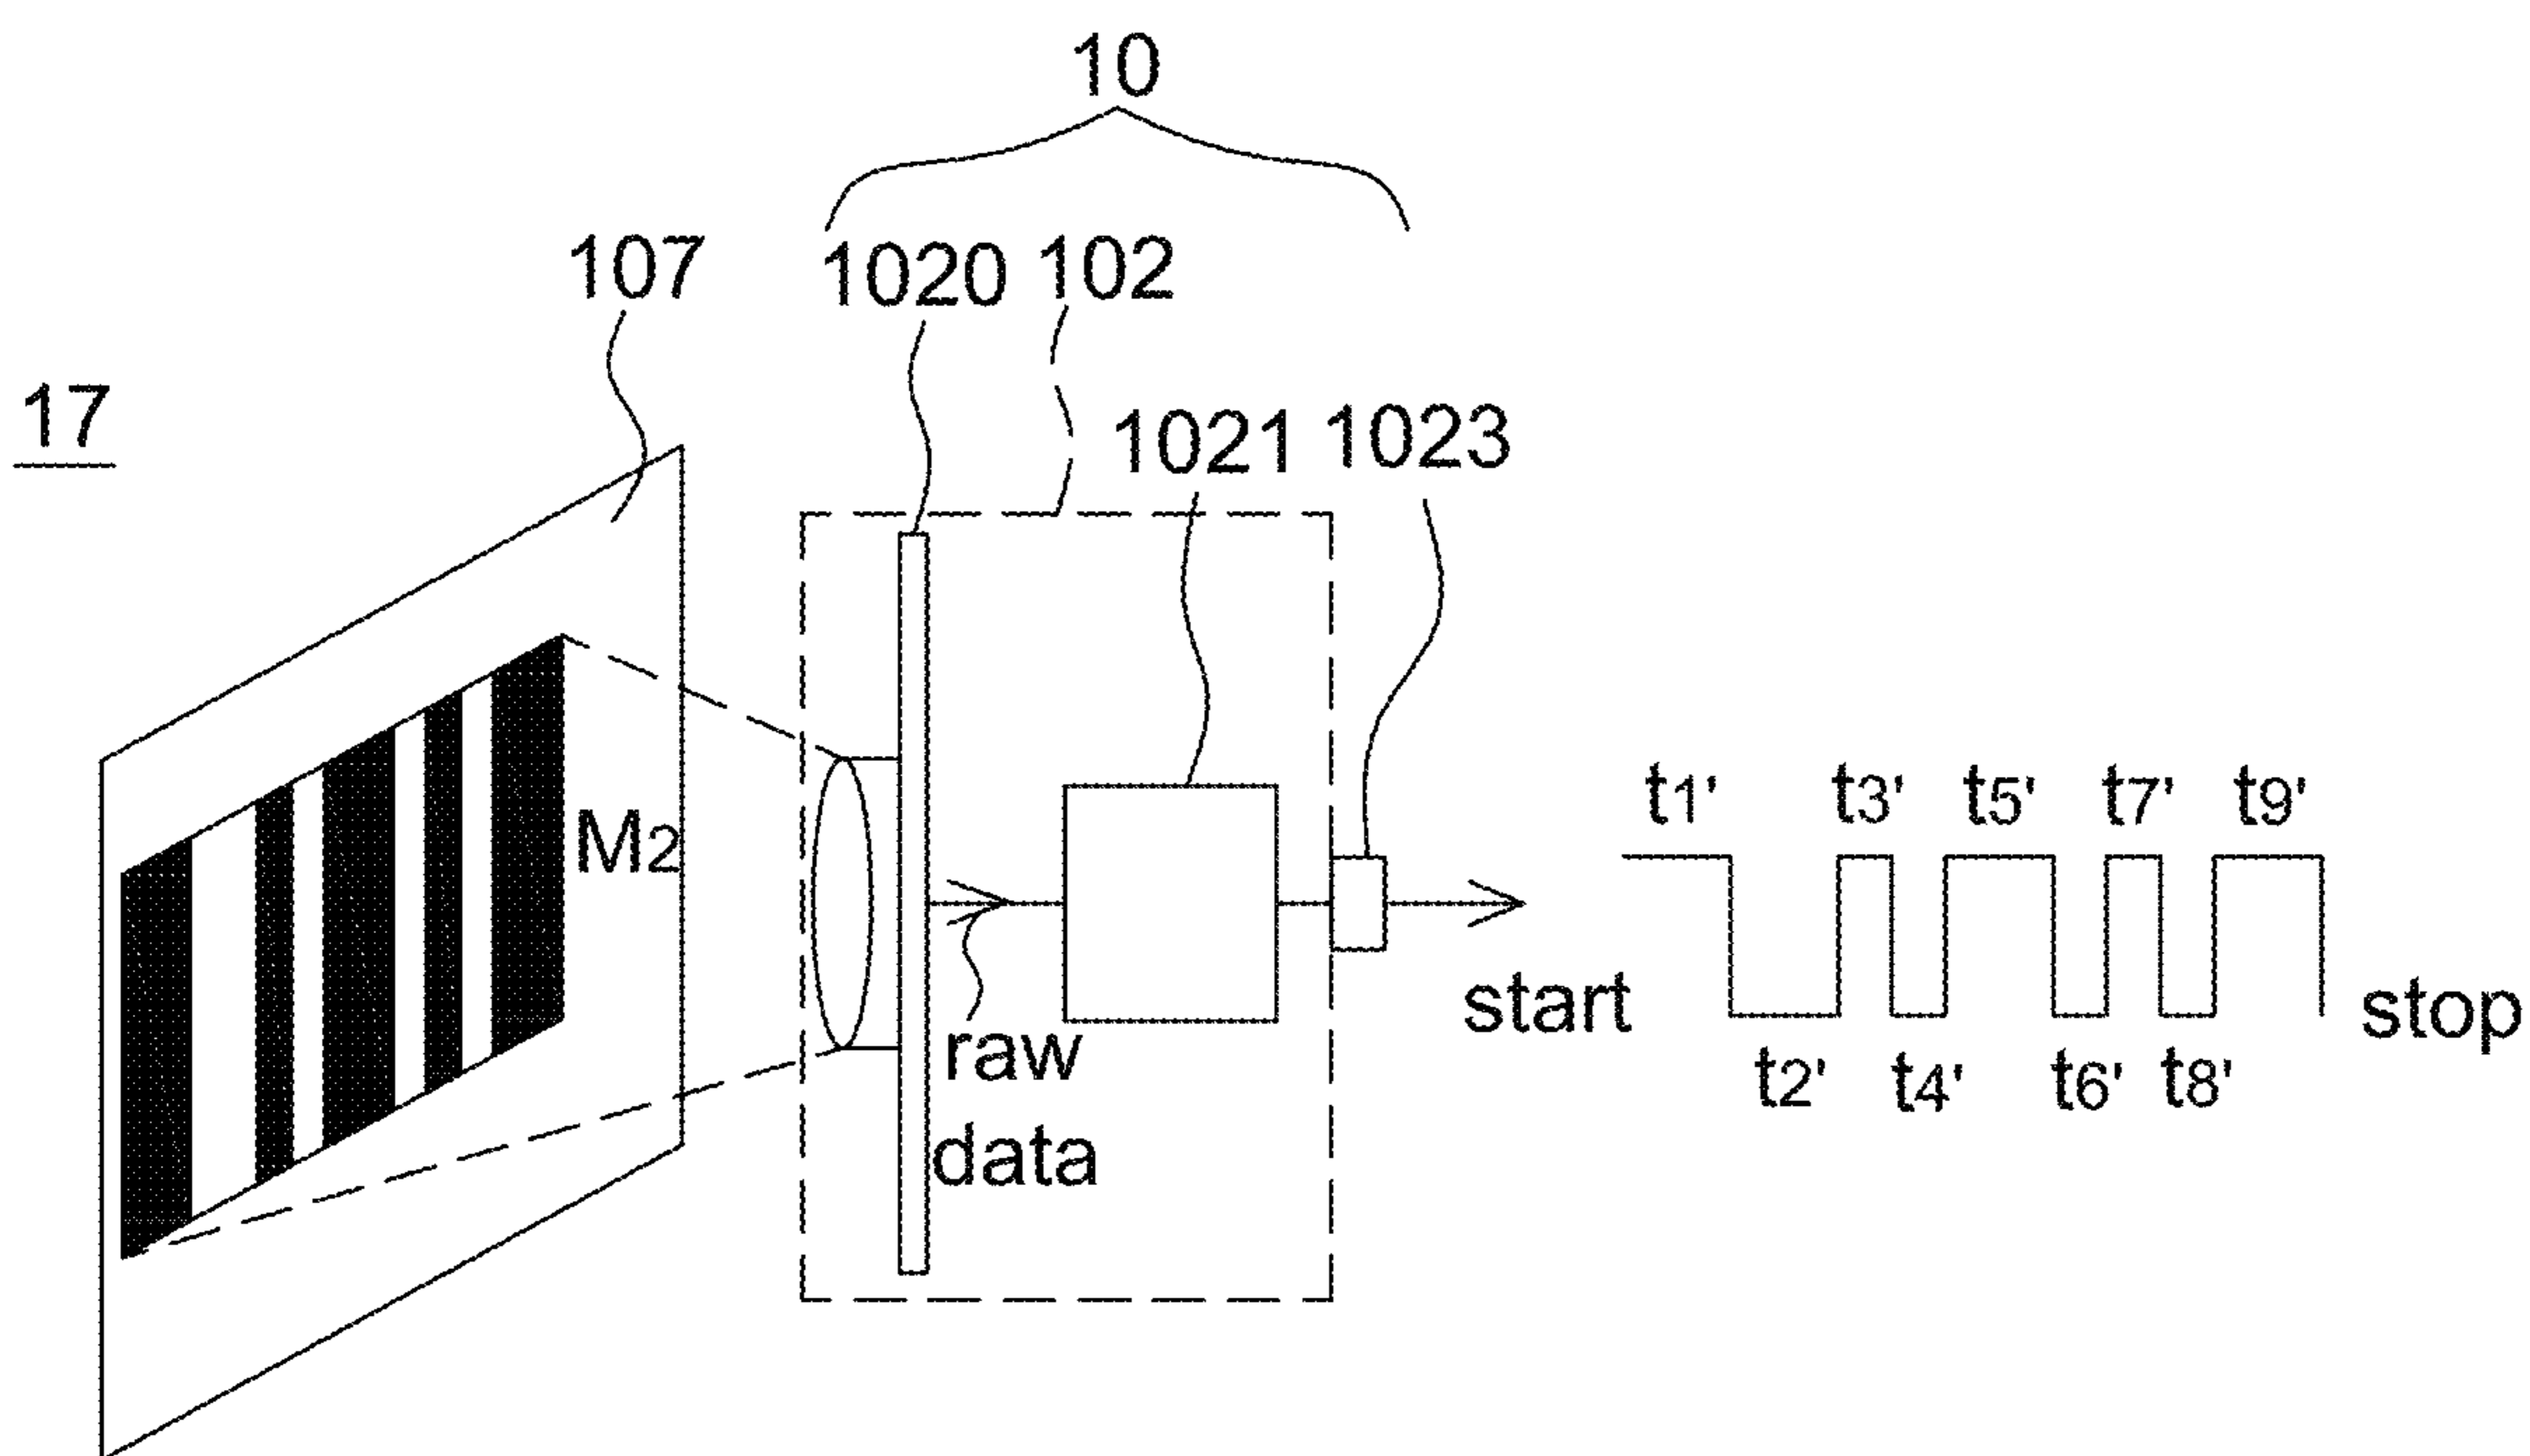 10
107 1020 102
17
1021 1023
t1' t3' t5' t7' t9'
M2
start
stop
raw
data
t2' t4' t6' t8'